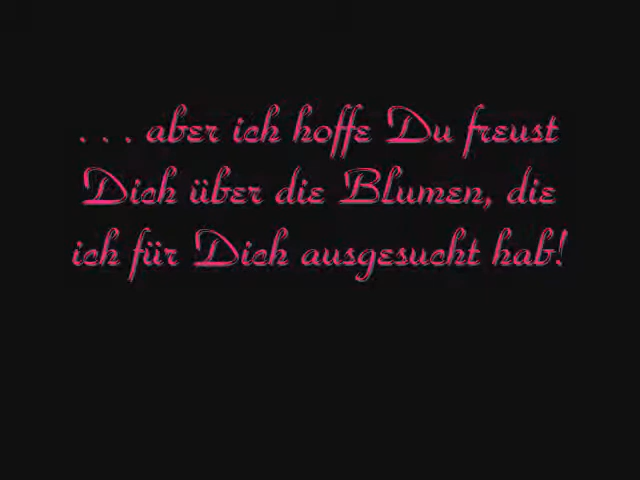 . . . aber ich hoffe Du freust
Dich über die Blumen, die
ich für Dich ausgesucht hab!